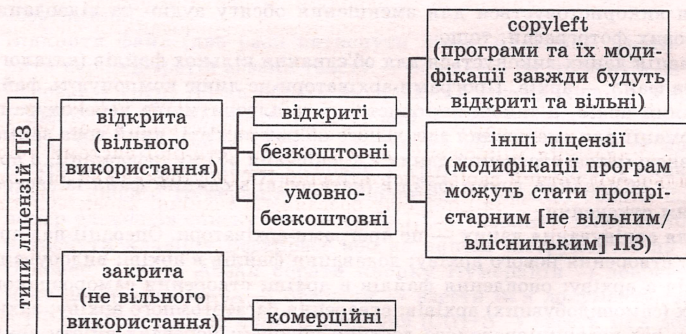 типи ліцензій ПЗ
відкрита
(вільного
використання)
відкриті
безкоштовні
умовно-
безкоштовні
copyleft
(програми та їх моди-
фікації завжди будуть
відкриті та вільні)
інші ліцензії
(модифікації програм
можуть стати пропрі-
єтарним [не вільним/
влісницьким] ПЗ)
закрита
(не вільного
використання)
комерційні